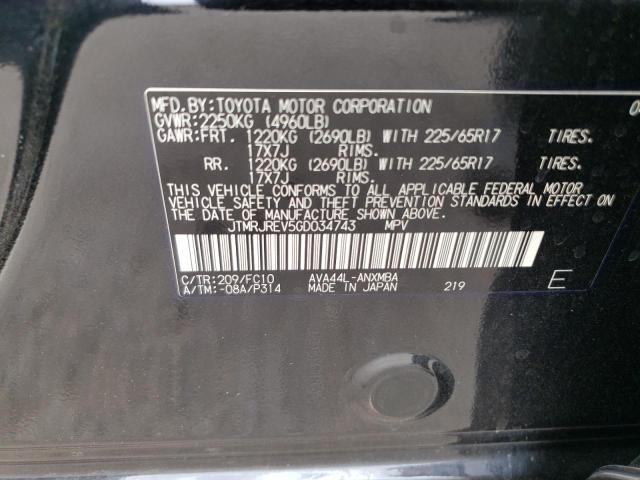 MFD.BY:TOYOTA MOTOR CORPORATION
GVWR:2250KG (4960LB)
GAWR:FRT. 1220KG (2690LB) WITH 225/65R17 TIRES.
17X7J RIMS.
RR. 1220KG (2690LB) WITH 225/65R17 TIRES.
17X7J RIMS.
THIS VEHICLE CONFORMS TO ALL APPLICABLE FEDERAL MOTOR
VEHICLE SAFETY AND THEFT PREVENTION STANDARDS IN EFFECT
ON THE DATE OF MANUFACTURE SHOWN ABOVE.
JTMRJREV5GD034743 MPV
C/TR:209/FC10 AVA44L-ANXMBA
A/TM:-08A/P314 MADE IN JAPAN 219 E